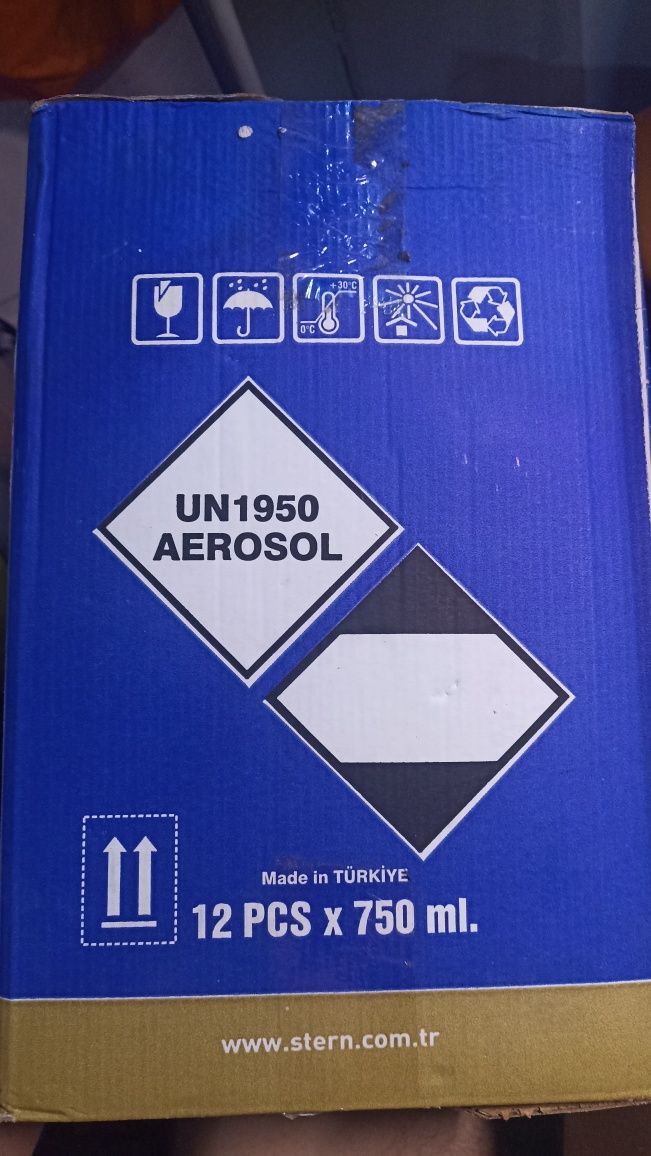 +30°C
0°C
UN1950
AEROSOL
Made in TÜRKİYE
12 PCS x 750 ml.
www.stern.com.tr